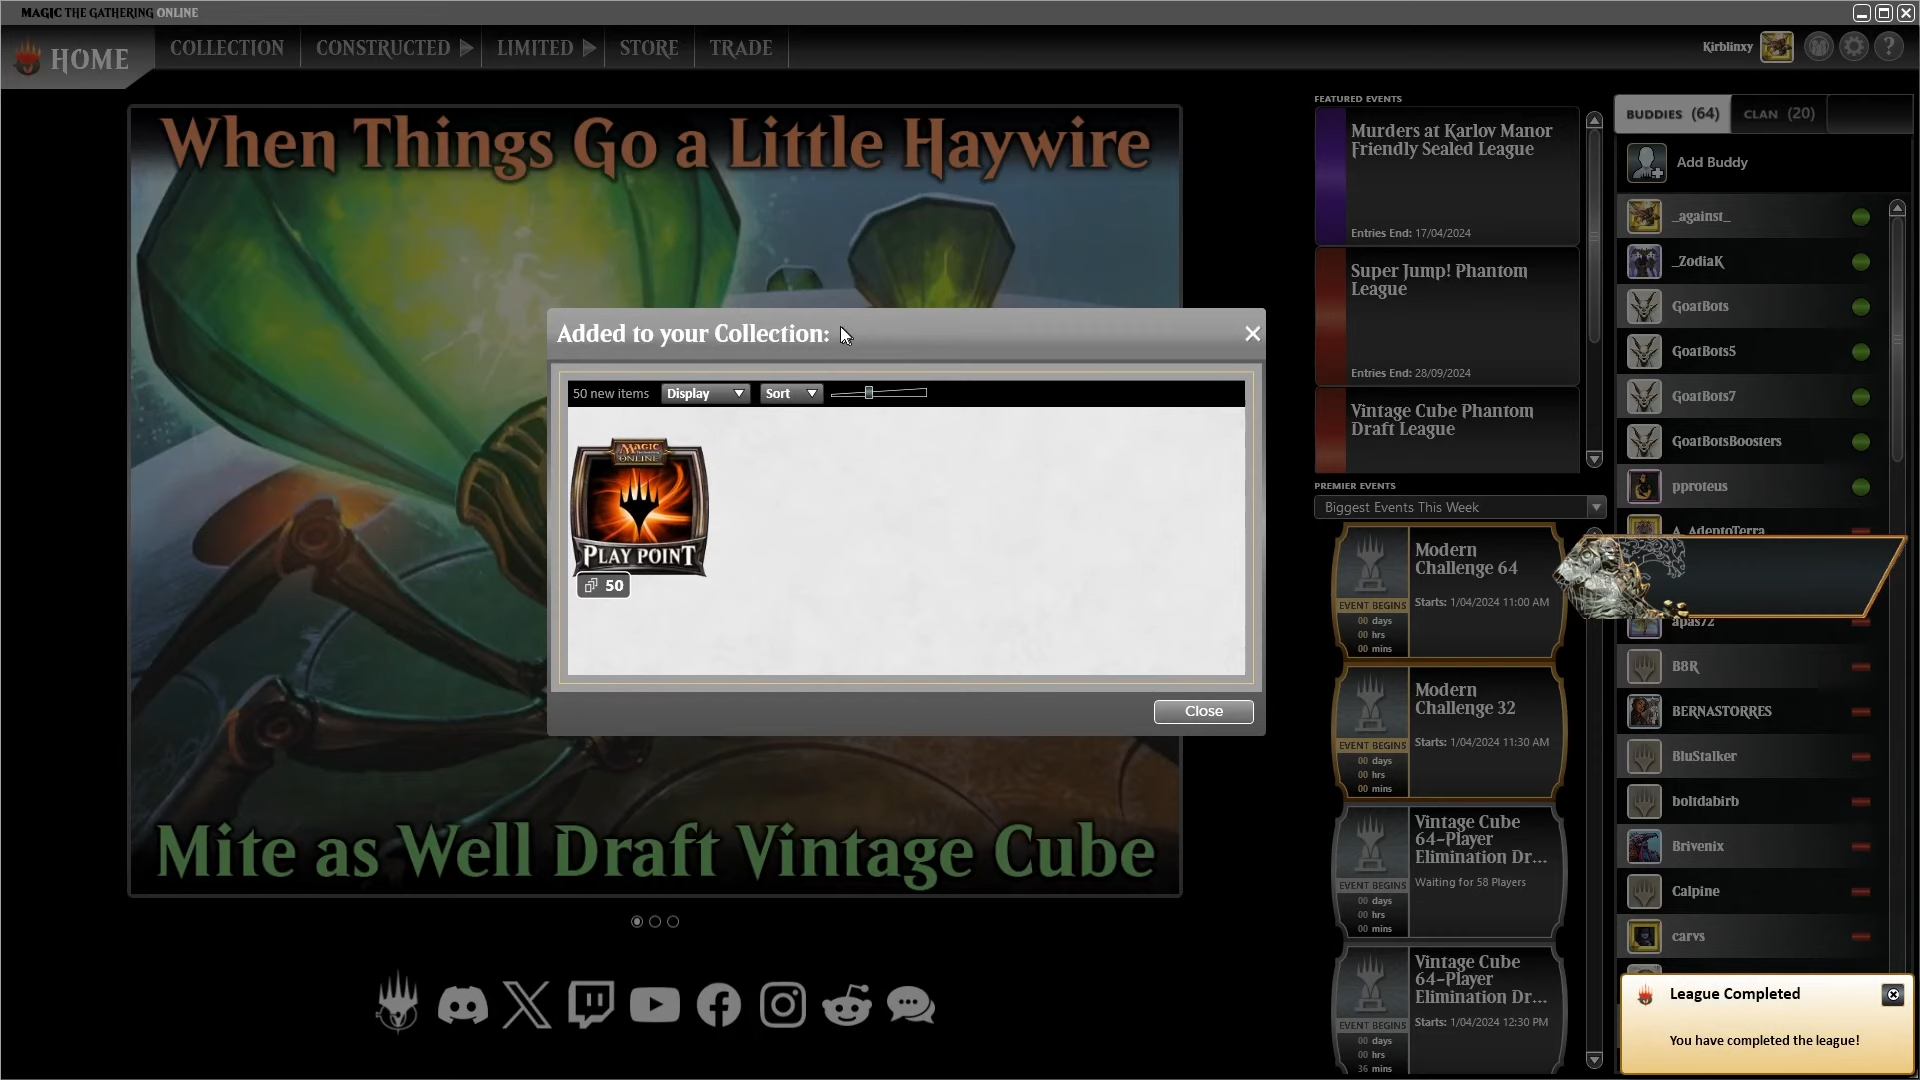 MAGIC THE GATHERING ONLINE
HOME
COLLECTION
CONSTRUCTED
LIMITED
STORE
TRADE
Kirblinxy
?
When Things Go a Little Haywire
Mite as Well Draft Vintage Cube
Added to your Collection:
50 new items
Display
Sort
MAGIC
ONLINE
PLAY POINT
50
Close
FEATURED EVENTS
Murders at Karlov Manor
Friendly Sealed League
Entries End: 17/04/2024
Super Jump! Phantom
League
Entries End: 28/09/2024
Vintage Cube Phantom
Draft League
PREMIER EVENTS
Biggest Events This Week
Modern
Challenge 64
Starts: 1/04/2024 11:00 AM
EVENT BEGINS
00 days
00 hrs
00 mins
Modern
Challenge 32
Starts: 1/04/2024 11:30 AM
EVENT BEGINS
00 days
00 hrs
00 mins
Vintage Cube
64-Player
Elimination Dr...
Waiting for 58 Players
EVENT BEGINS
00 days
00 hrs
00 mins
Vintage Cube
64-Player
Elimination Dr...
Starts: 1/04/2024 12:30 PM
EVENT BEGINS
00 days
00 hrs
36 mins
BUDDIES (64)
CLAN (20)
Add Buddy
_against_
_ZodiaK
GoatBots
GoatBots5
GoatBots7
GoatBotsBoosters
pproteus
A_AdeptoTerra
apas72
B8R
BERNASTORRES
BluStalker
boltdabirb
Brivenix
Calpine
carvs
League Completed
You have completed the league!